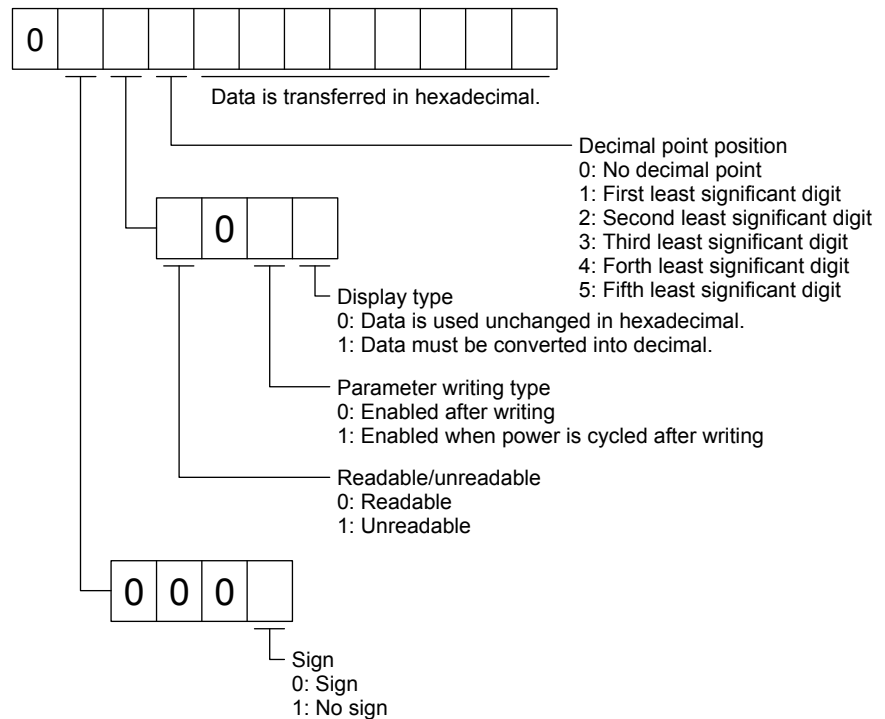 0
Data is transferred in hexadecimal.
Decimal point position
0: No decimal point
1: First least significant digit
2: Second least significant digit
3: Third least significant digit
4: Forth least significant digit
5: Fifth least significant digit
0
Display type
0: Data is used unchanged in hexadecimal.
1: Data must be converted into decimal.
Parameter writing type
0: Enabled after writing
1: Enabled when power is cycled after writing
Readable/unreadable
0: Readable
1: Unreadable
0 0 0
Sign
0: Sign
1: No sign